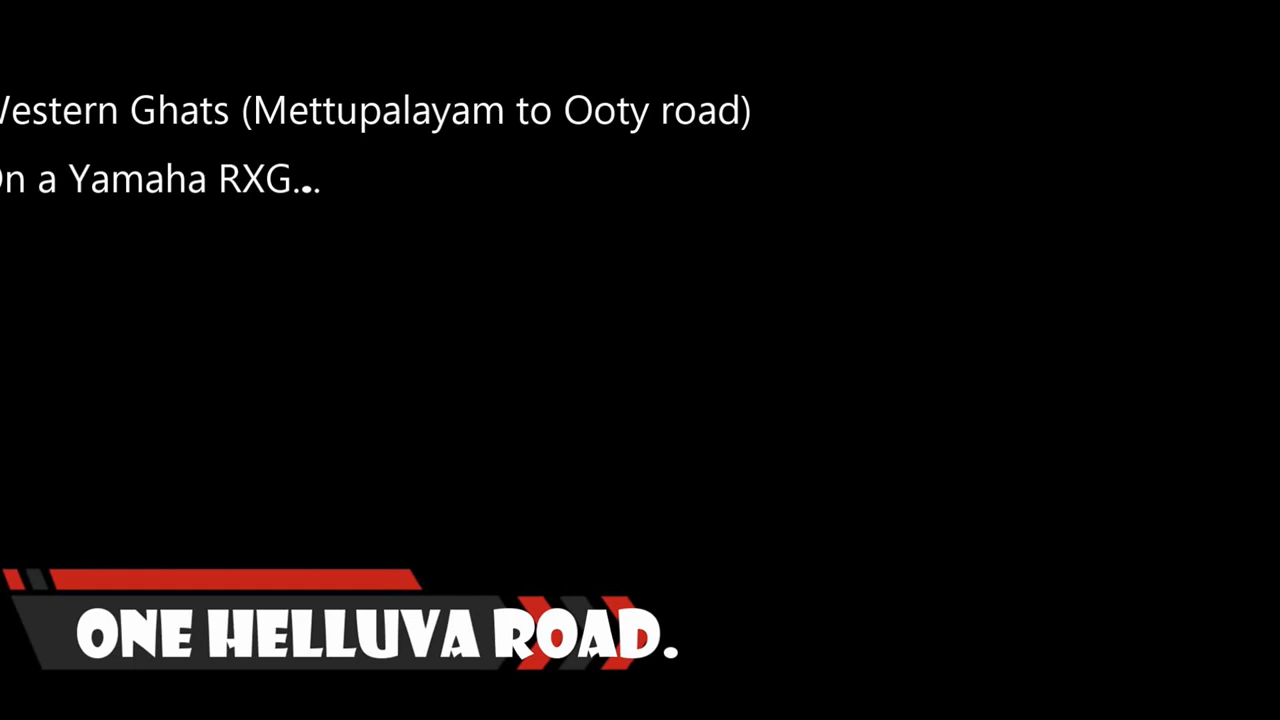 Western Ghats (Mettupalayam to Ooty road)
On a Yamaha RXG...
ONE HELLUVA ROAD.